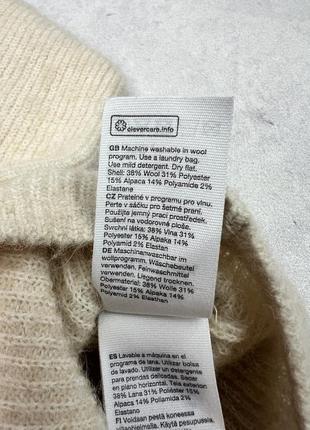 clevercare.info
GB Machine washable in wool
program. Use a laundry bag.
Use mild detergent. Dry flat.
Shell: 38% Wool 31% Polyester
15% Alpaca 14% Polyamide 2%
Elastane
CZ Pratelné v programu pro vlnu.
Perte v sáčku pro šetrné praní.
Použijte jemný prací prostředek.
Sušení na vodorovné ploše.
Svrchní látka: 38% Vlna 31%
Polyester 15% Alpaka 14%
Polyamid 2% Elastan
DE Maschinenwaschbar im
wollprogramm. Wäschebeutel
verwenden. Feinwaschmittel
verwenden. Liegend trocknen.
Obermaterial: 38% Wolle 31%
Polyester 15% Alpaka 14%
Polyamid 2% Elasthan
ES Lavable a máquina en el
programa de lana. Utilizar bolsa
de lavado. Utilizar un detergente
para prendas delicadas. Secar
en plano horizontal. Tela exterior:
38% Lana 31% Poliéster 15%
Alpaca 14% Poliamida 2%
Elastano
FI Voidaan pestä koneessa
villaohjelmalla. Käytä pesupussia.